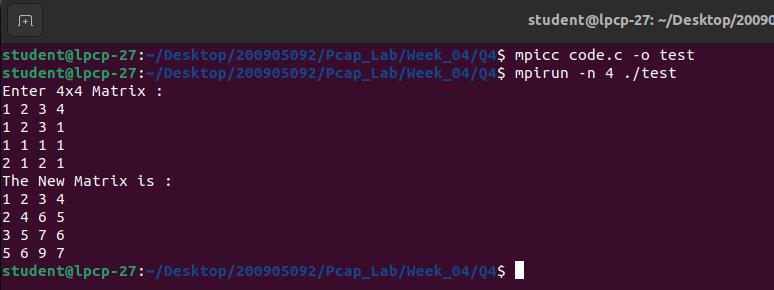 student@lpcp-27: ~/Desktop/20090
student@lpcp-27:~/Desktop/200905092/Pcap_Lab/Week_04/Q4$ mpicc code.c -o test
student@lpcp-27:~/Desktop/200905092/Pcap_Lab/Week_04/Q4$ mpirun -n 4 ./test
Enter 4x4 Matrix :
1 2 3 4
1 2 3 1
1 1 1 1
2 1 2 1
The New Matrix is :
1 2 3 4
2 4 6 5
3 5 7 6
5 6 9 7
student@lpcp-27:~/Desktop/200905092/Pcap_Lab/Week_04/Q4$